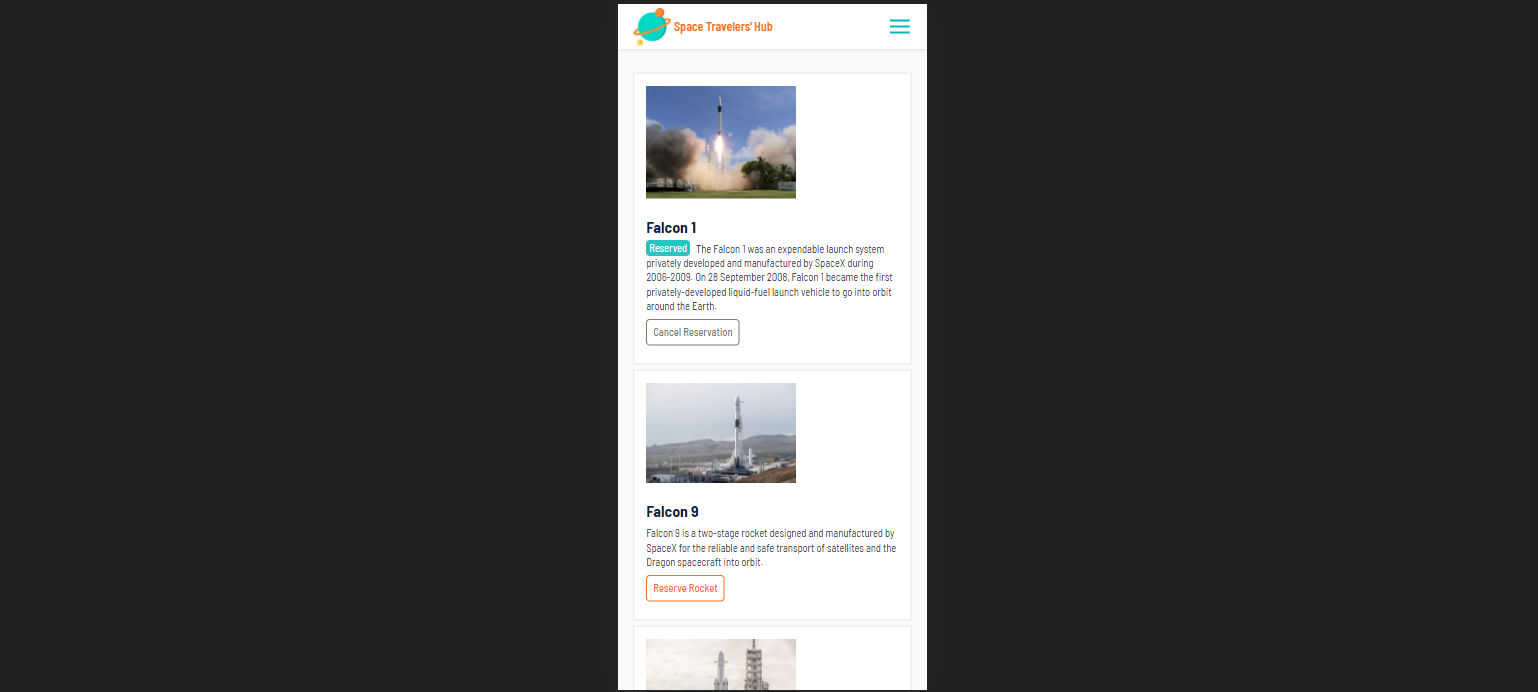 Space Travelers' Hub
Falcon 1
Reserved The Falcon 1 was an expendable launch system
privately developed and manufactured by SpaceX during
2006-2009. On 28 September 2008, Falcon 1 became the first
privately-developed liquid-fuel launch vehicle to go into orbit
around the Earth.
Cancel Reservation
Falcon 9
Falcon 9 is a two-stage rocket designed and manufactured by
SpaceX for the reliable and safe transport of satellites and the
Dragon spacecraft into orbit.
Reserve Rocket